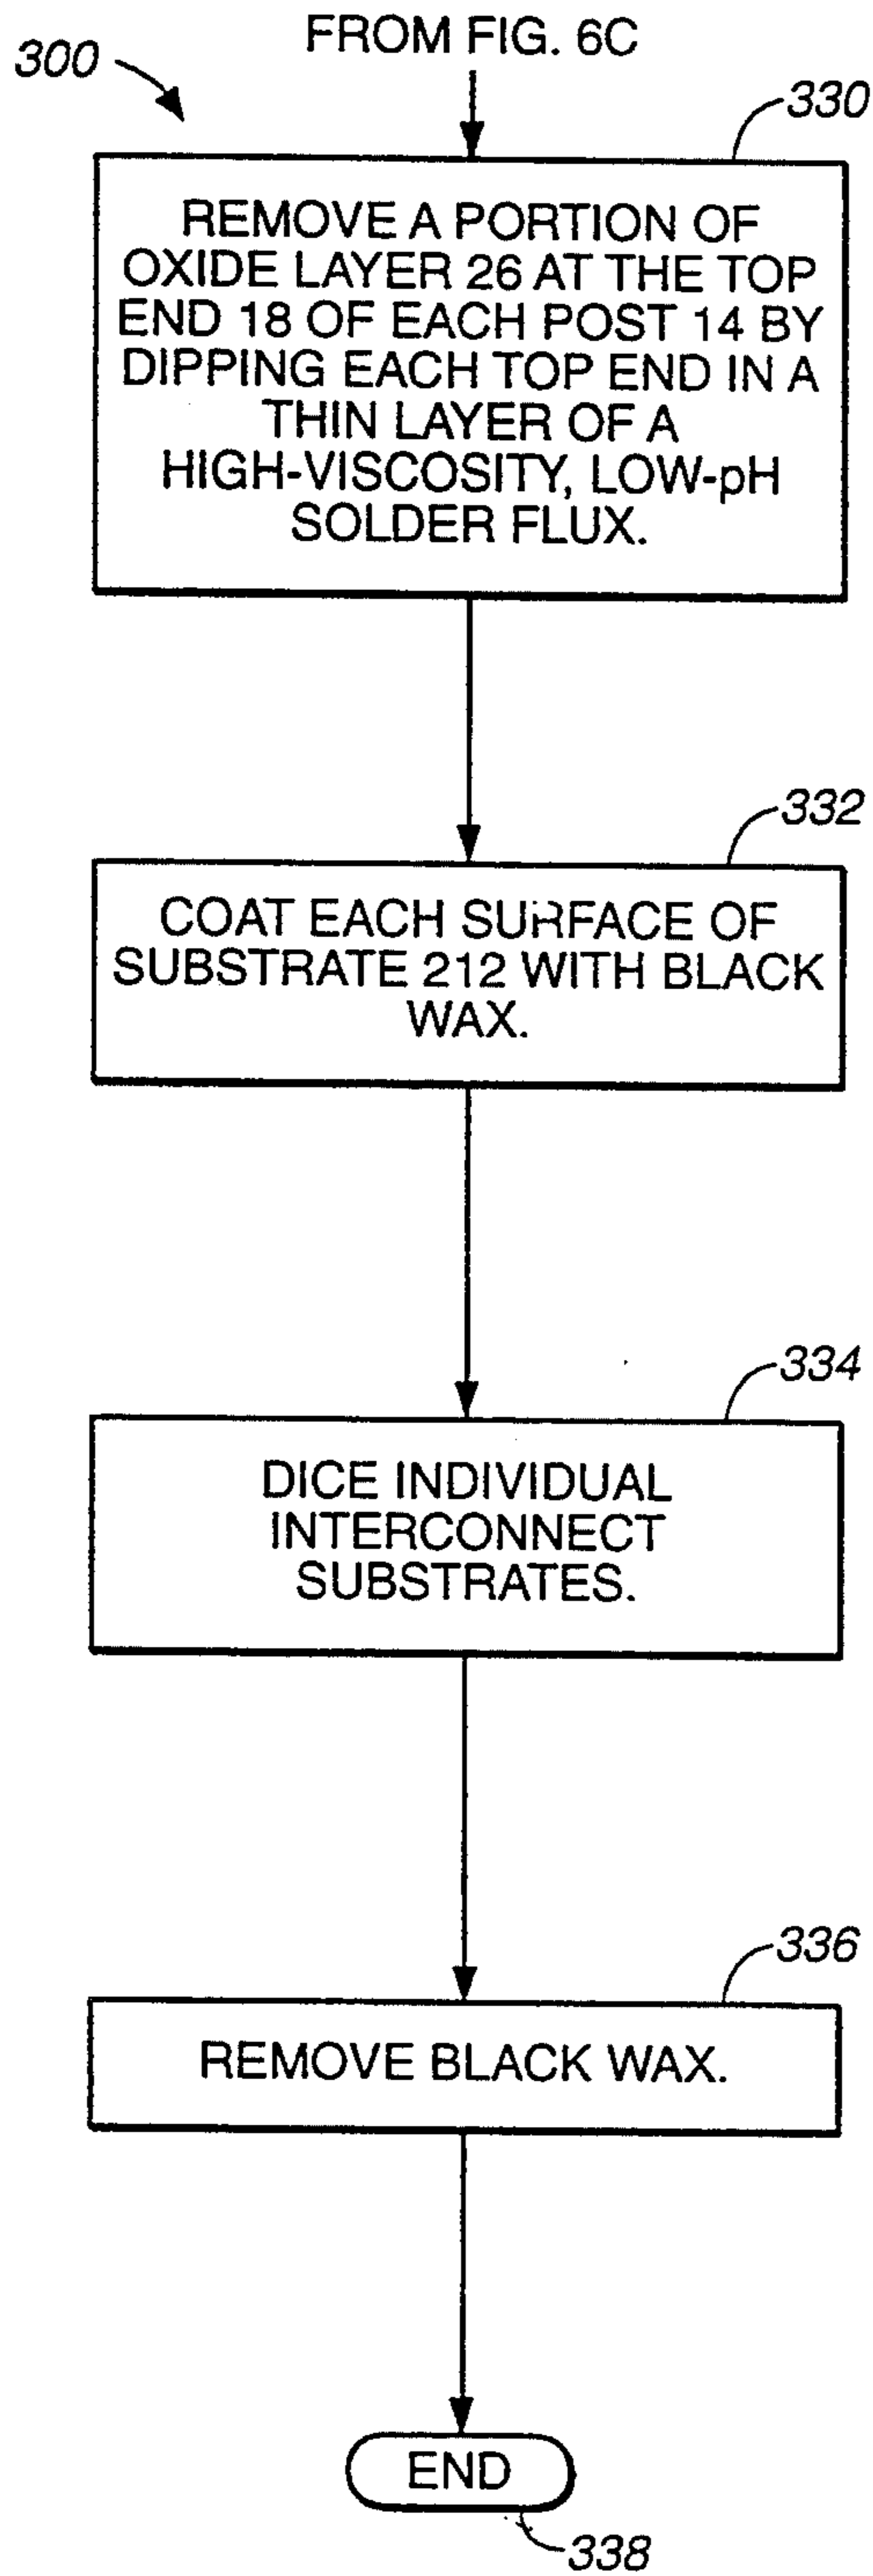 FROM FIG. 6C
300
330
REMOVE A PORTION OF
OXIDE LAYER 26 AT THE TOP
END 18 OF EACH POST 14 BY
DIPPING EACH TOP END IN A
THIN LAYER OF A
HIGH-VISCOSITY, LOW-pH
SOLDER FLUX.
332
COAT EACH SURFACE OF
SUBSTRATE 212 WITH BLACK
WAX.
334
DICE INDIVIDUAL
INTERCONNECT
SUBSTRATES.
336
REMOVE BLACK WAX.
END
338